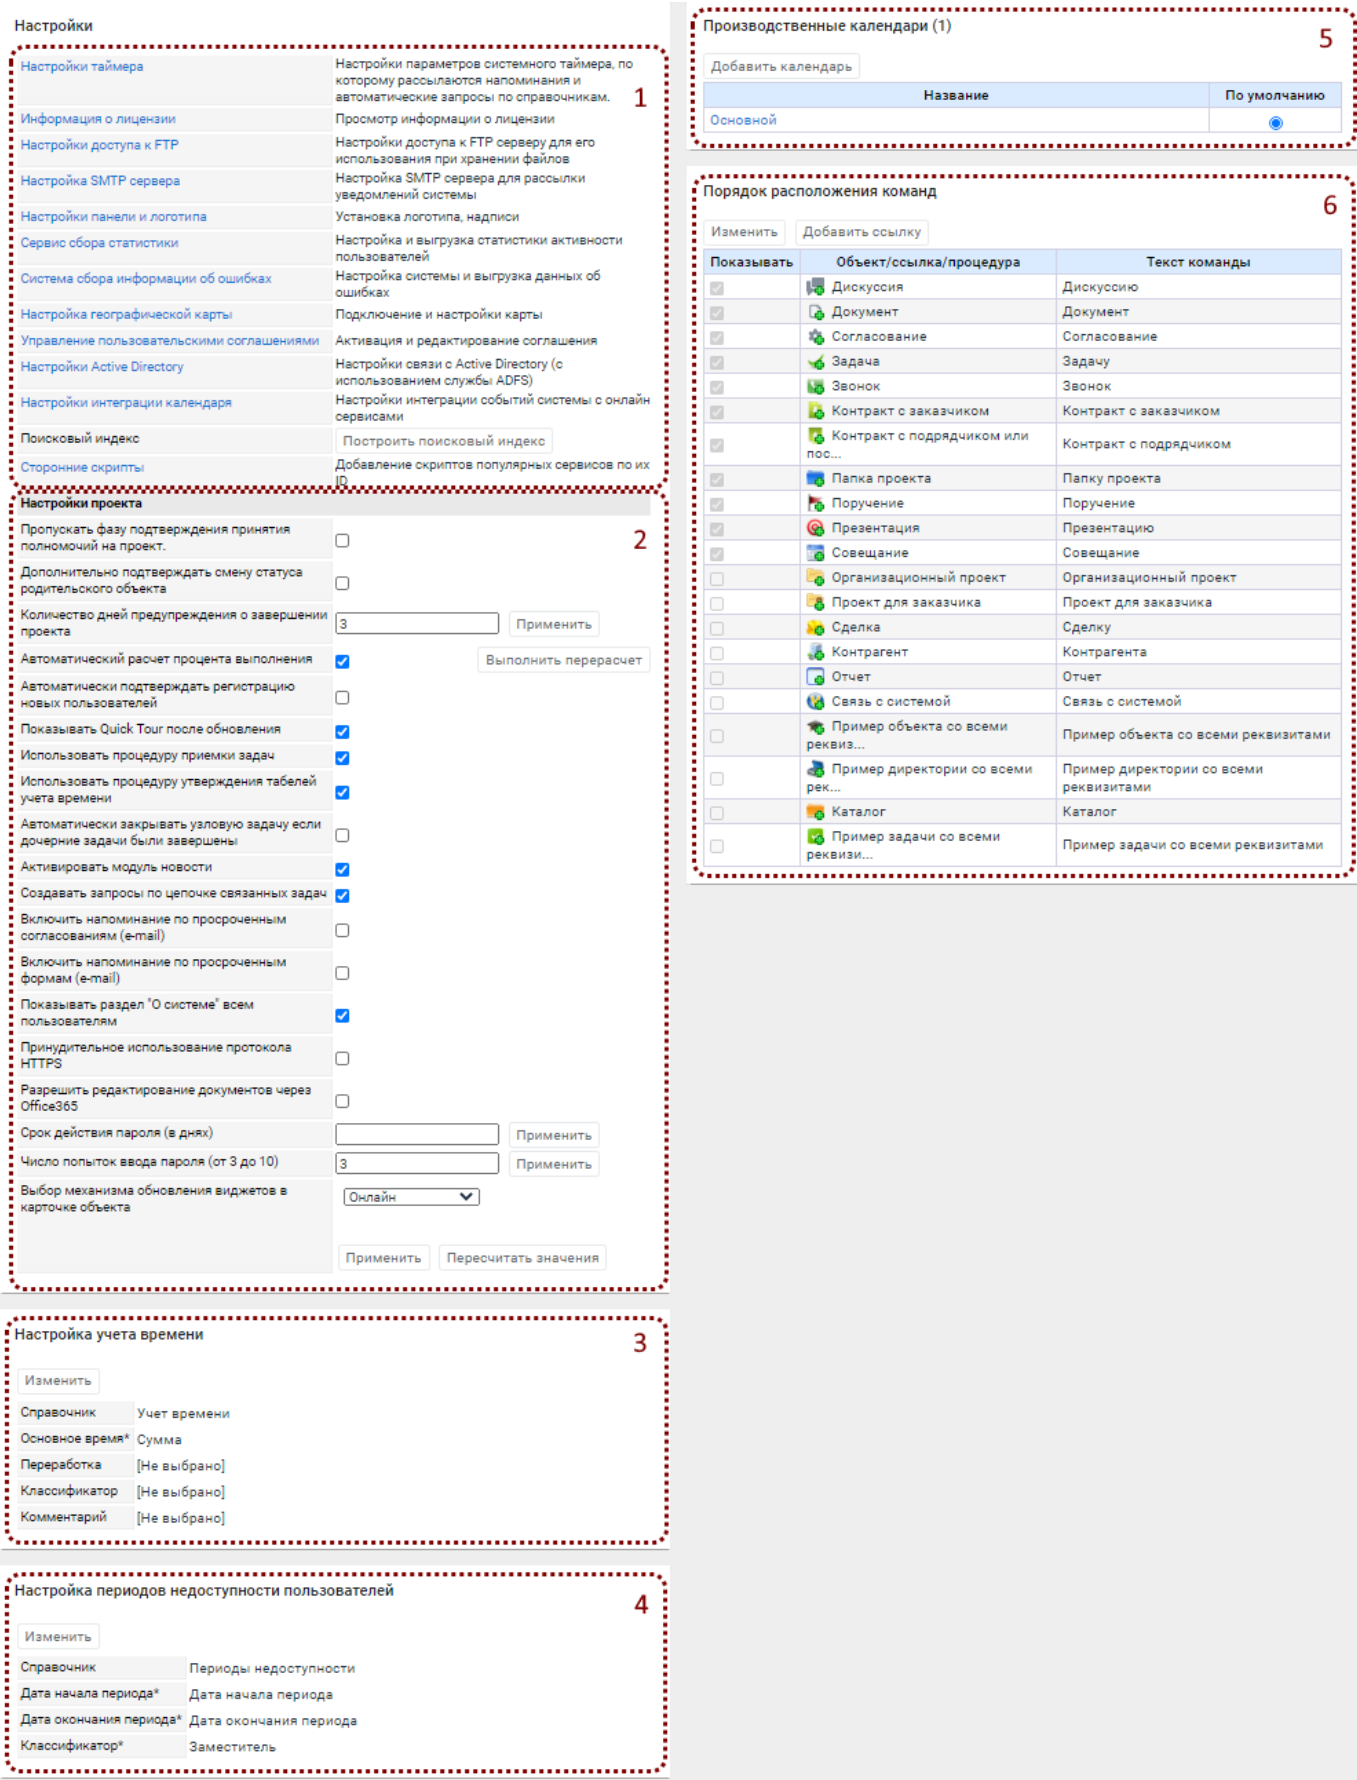 Настройки
Настройки таймера
Настройки параметров системного таймера, по
которому рассылаются напоминания и
автоматические запросы по справочникам.
1
Информация о лицензии
Просмотр информации о лицензии
Настройки доступа к FTP
Настройки доступа к FTP серверу для его
использования при хранении файлов
Настройка SMTP сервера
Настройка SMTP сервера для рассылки
уведомлений системы
Настройки панели и логотипа
Установка логотипа, надписи
Сервис сбора статистики
Настройка и выгрузка статистики активности
пользователей
Система сбора информации об ошибках
Настройка системы и выгрузка данных об
ошибках
Настройка географической карты
Подключение и настройки карты
Управление пользовательскими соглашениями
Активация и редактирование соглашения
Настройки Active Directory
Настройки связи с Active Directory (с
использованием службы ADFS)
Настройки интеграции календаря
Настройки интеграции событий системы с онлайн
сервисами
Поисковый индекс
Построить поисковый индекс
Сторонние скрипты
Добавление скриптов популярных сервисов по их
ID
Настройки проекта
2
Пропускать фазу подтверждения принятия
полномочий на проект.
Дополнительно подтверждать смену статуса
родительского объекта
Количество дней предупреждения о завершении
проекта
3
Применить
Автоматический расчет процента выполнения
Выполнить перерасчет
Автоматически подтверждать регистрацию
новых пользователей
Показывать Quick Tour после обновления
Использовать процедуру приемки задач
Использовать процедуру утверждения табелей
учета времени
Автоматически закрывать узловую задачу если
дочерние задачи были завершены
Активировать модуль новости
Создавать запросы по цепочке связанных задач
Включить напоминание по просроченным
согласованиям (e-mail)
Включить напоминание по просроченным
формам (e-mail)
Показывать раздел "О системе" всем
пользователям
Принудительное использование протокола
HTTPS
Разрешить редактирование документов через
Office365
Срок действия пароля (в днях)
Применить
Число попыток ввода пароля (от 3 до 10)
3
Применить
Выбор механизма обновления виджетов в
карточке объекта
Онлайн
Применить
Пересчитать значения
Настройка учета времени
3
Изменить
Справочник
Учет времени
Основное время*
Сумма
Переработка
[Не выбрано]
Классификатор
[Не выбрано]
Комментарий
[Не выбрано]
Настройка периодов недоступности пользователей
4
Изменить
Справочник
Периоды недоступности
Дата начала периода*
Дата начала периода
Дата окончания периода*
Дата окончания периода
Классификатор*
Заместитель
Производственные календари (1)
5
Добавить календарь
Название
По умолчанию
Основной
Порядок расположения команд
6
Изменить
Добавить ссылку
Показывать
Объект/ссылка/процедура
Текст команды
Дискуссия
Дискуссию
Документ
Документ
Согласование
Согласование
Задача
Задачу
Звонок
Звонок
Контракт с заказчиком
Контракт с заказчиком
Контракт с подрядчиком или
пос...
Контракт с подрядчиком
Папка проекта
Папку проекта
Поручение
Поручение
Презентация
Презентацию
Совещание
Совещание
Организационный проект
Организационный проект
Проект для заказчика
Проект для заказчика
Сделка
Сделку
Контрагент
Контрагента
Отчет
Отчет
Связь с системой
Связь с системой
Пример объекта со всеми
реквиз...
Пример объекта со всеми реквизитами
Пример директории со всеми
рек...
Пример директории со всеми
реквизитами
Каталог
Каталог
Пример задачи со всеми
реквизи...
Пример задачи со всеми реквизитами